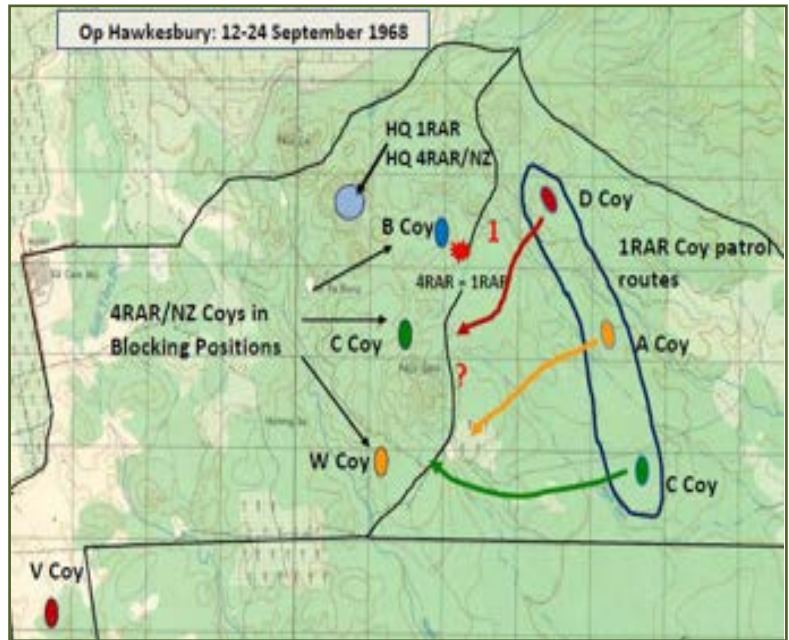 Op Hawkesbury: 12-24 September 1968
HQ 1RAR
HQ 4RAR/NZ
B Coy
1
D Coy
1RAR Coy patrol
routes
4RAR = 1RAR
4RAR/NZ Coys in
Blocking Positions
C Coy
A Coy
?
W Coy
C Coy
V Coy